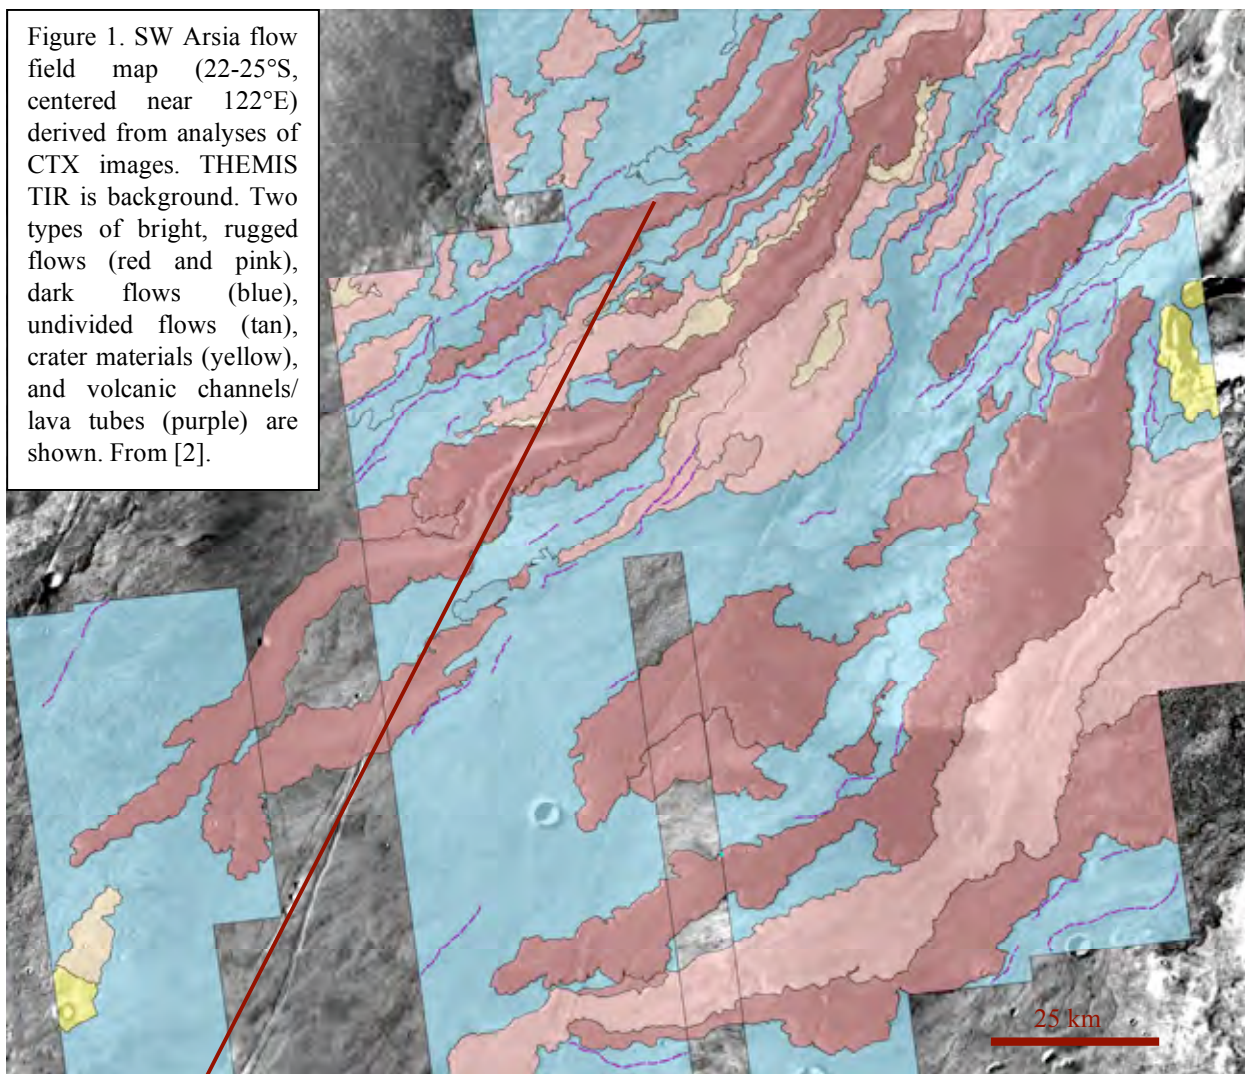 Figure 1. SW Arsia flow
field map (22-25°S,
centered near 122°E)
derived from analyses of
CTX images. THEMIS
TIR is background. Two
types of bright, rugged
flows (red and pink),
dark flows (blue),
undivided flows (tan),
crater materials (yellow),
and volcanic channels/
lava tubes (purple) are
shown. From [2].
25 km